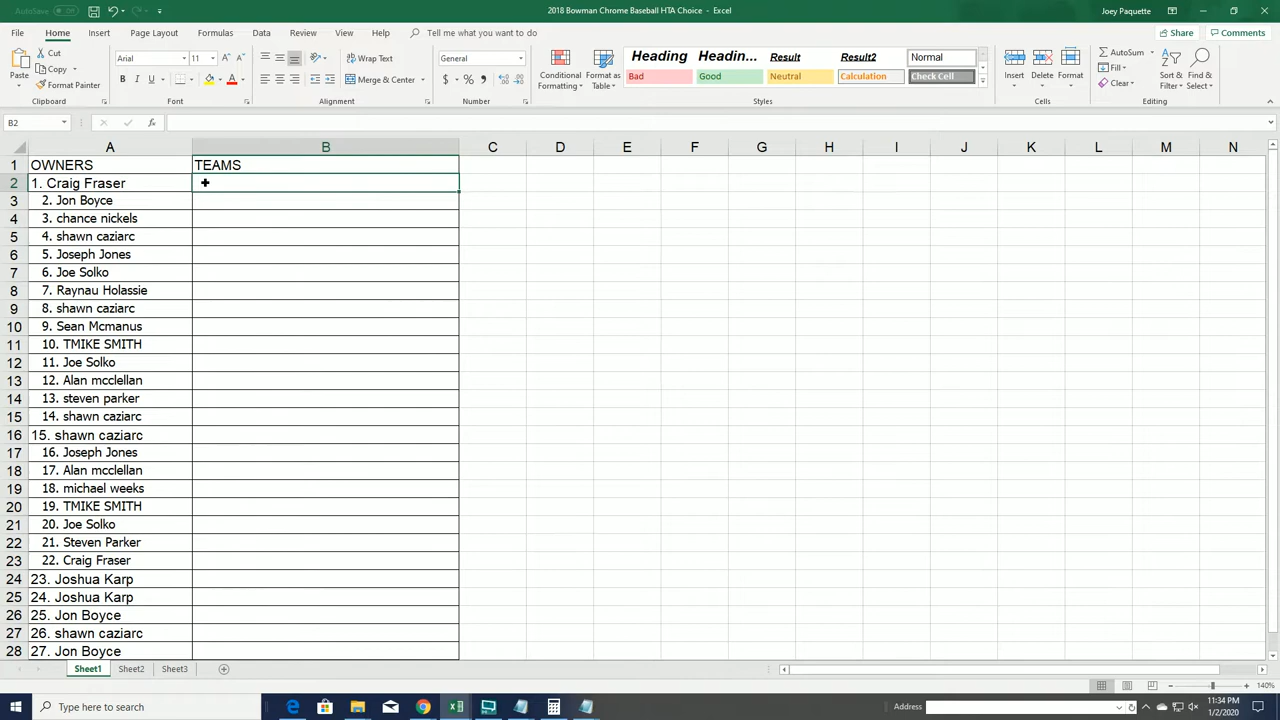 AutoSave Off
2018 Bowman Chrome Baseball HTA Choice - Excel
Joey Paquette
File Home Insert Page Layout Formulas Data Review View Help Tell me what you want to do
Share Comments
Paste
Cut
Copy
Format Painter
Clipboard
Arial 11
B I U
Font
Wrap Text
Merge & Center
Alignment
General
$ % ,
Number
Conditional Formatting
Format as Table
Heading Headin... Result Result2 Normal
Bad Good Neutral Calculation Check Cell
Styles
Insert Delete Format
Cells
AutoSum
Fill
Clear
Sort & Filter
Find & Select
Editing
B2
fx
A B C D E F G H I J K L M N
1 OWNERS TEAMS
2 1. Craig Fraser
3 2. Jon Boyce
4 3. chance nickels
5 4. shawn caziarc
6 5. Joseph Jones
7 6. Joe Solko
8 7. Raynau Holassie
9 8. shawn caziarc
10 9. Sean Mcmanus
11 10. TMIKE SMITH
12 11. Joe Solko
13 12. Alan mcclellan
14 13. steven parker
15 14. shawn caziarc
16 15. shawn caziarc
17 16. Joseph Jones
18 17. Alan mcclellan
19 18. michael weeks
20 19. TMIKE SMITH
21 20. Joe Solko
22 21. Steven Parker
23 22. Craig Fraser
24 23. Joshua Karp
25 24. Joshua Karp
26 25. Jon Boyce
27 26. shawn caziarc
28 27. Jon Boyce
Sheet1 Sheet2 Sheet3
140%
Type here to search
Address
11:34 PM
1/2/2020